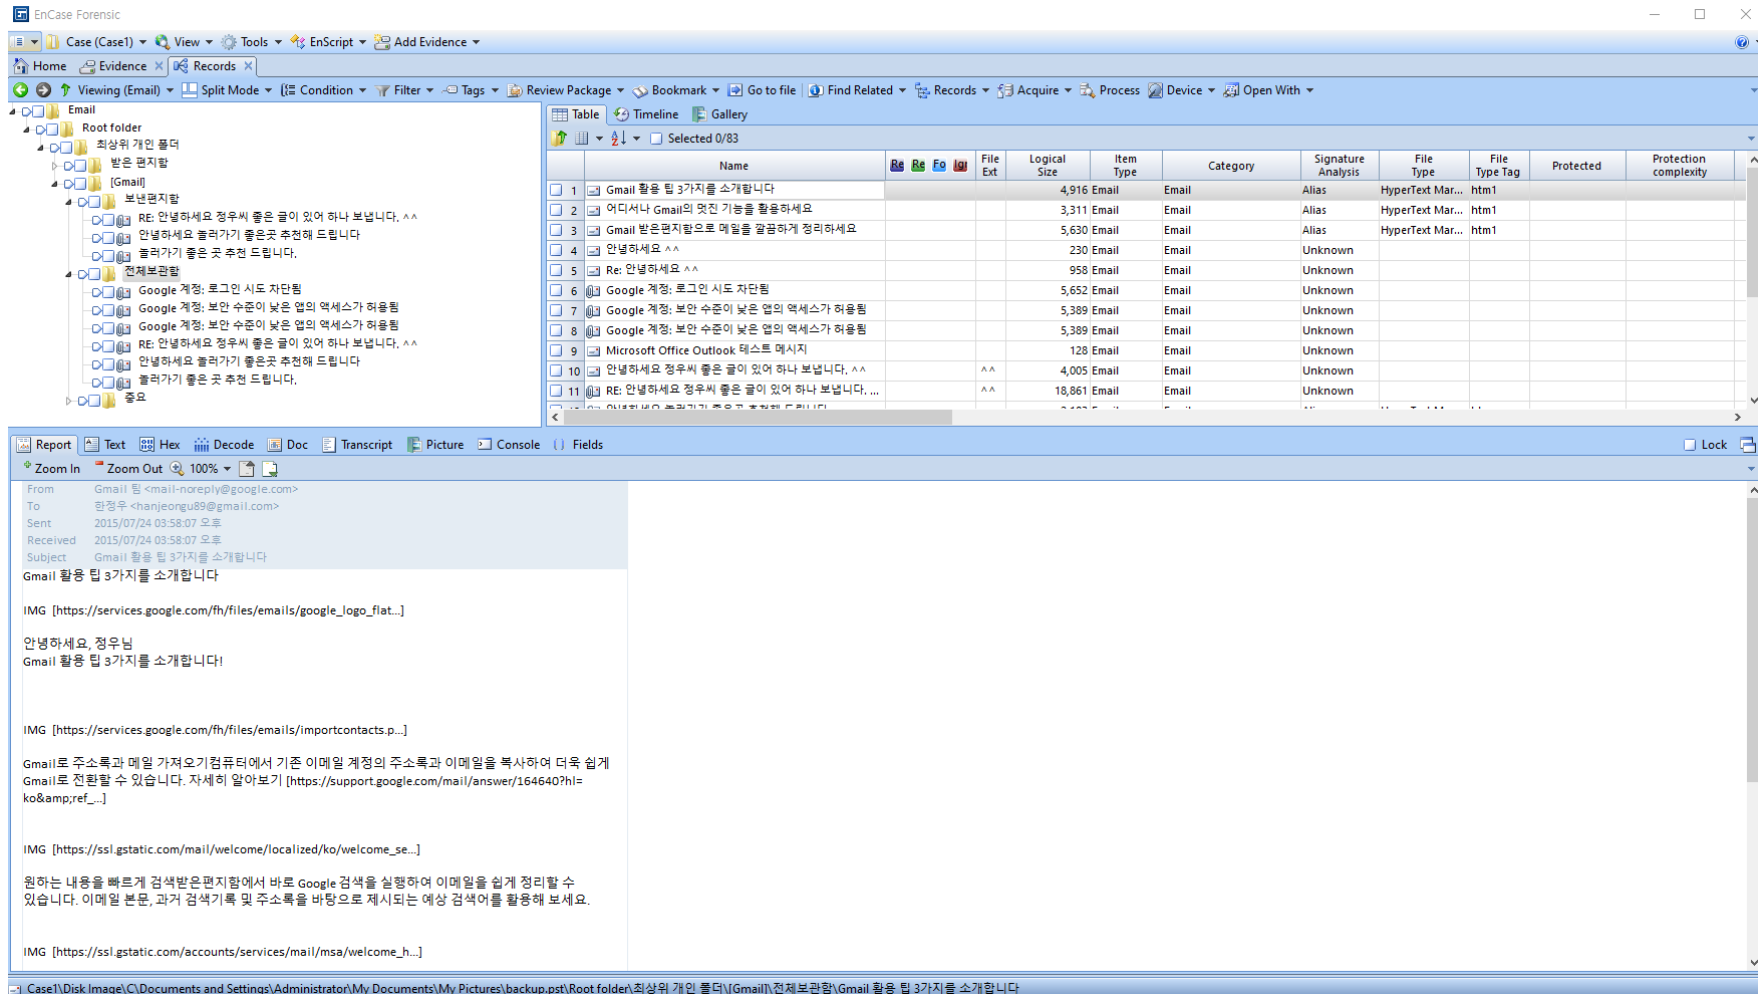 EnCase Forensic
Case (Case1) View Tools EnScript Add Evidence
Home Evidence Records
Viewing (Email) Split Mode Condition Filter Tags Review Package Bookmark Go to file Find Related Records Acquire Process Device Open With
Email
Root folder
최상위 개인 폴더
받은 편지함
[Gmail]
보낸편지함
RE: 안녕하세요 정우씨 좋은 글이 있어 하나 보냅니다. ^^
안녕하세요 놀러가기 좋은곳 추천해 드립니다
놀러가기 좋은 곳 추천 드립니다.
전체보관함
Google 계정: 로그인 시도 차단됨
Google 계정: 보안 수준이 낮은 앱의 액세스가 허용됨
Google 계정: 보안 수준이 낮은 앱의 액세스가 허용됨
RE: 안녕하세요 정우씨 좋은 글이 있어 하나 보냅니다. ^^
안녕하세요 놀러가기 좋은곳 추천해 드립니다
놀러가기 좋은 곳 추천 드립니다.
중요
Table Timeline Gallery
Selected 0/83
Name Re Re Fo Igr File Ext Logical Size Item Type Category Signature Analysis File Type File Type Tag Protected Protection complexity
1 Gmail 활용 팁 3가지를 소개합니다 4,916 Email Email Alias HyperText Mar... htm1
2 어디서나 Gmail의 멋진 기능을 활용하세요 3,311 Email Email Alias HyperText Mar... htm1
3 Gmail 받은편지함으로 메일을 깔끔하게 정리하세요 5,630 Email Email Alias HyperText Mar... htm1
4 안녕하세요 ^^ 230 Email Email Unknown
5 Re: 안녕하세요 ^^ 958 Email Email Unknown
6 Google 계정: 로그인 시도 차단됨 5,652 Email Email Unknown
7 Google 계정: 보안 수준이 낮은 앱의 액세스가 허용됨 5,389 Email Email Unknown
8 Google 계정: 보안 수준이 낮은 앱의 액세스가 허용됨 5,389 Email Email Unknown
9 Microsoft Office Outlook 테스트 메시지 128 Email Email Unknown
10 안녕하세요 정우씨 좋은 글이 있어 하나 보냅니다. ^^ ^^ 4,005 Email Email Unknown
11 RE: 안녕하세요 정우씨 좋은 글이 있어 하나 보냅니다. ... ^^ 18,861 Email Email Unknown
Report Text Hex Decode Doc Transcript Picture Console Fields Lock
Zoom In Zoom Out 100%
From Gmail 팀 <mail-noreply@google.com>
To 한정우 <hanjeongu89@gmail.com>
Sent 2015/07/24 03:58:07 오후
Received 2015/07/24 03:58:07 오후
Subject Gmail 활용 팁 3가지를 소개합니다
Gmail 활용 팁 3가지를 소개합니다
IMG [https://services.google.com/fh/files/emails/google_logo_flat...]
안녕하세요, 정우님
Gmail 활용 팁 3가지를 소개합니다!
IMG [https://services.google.com/fh/files/emails/importcontacts.p...]
Gmail로 주소록과 메일 가져오기컴퓨터에서 기존 이메일 계정의 주소록과 이메일을 복사하여 더욱 쉽게
Gmail로 전환할 수 있습니다. 자세히 알아보기 [https://support.google.com/mail/answer/164640?hl=
ko&amp;ref_...]
IMG [https://ssl.gstatic.com/mail/welcome/localized/ko/welcome_se...]
원하는 내용을 빠르게 검색받은편지함에서 바로 Google 검색을 실행하여 이메일을 쉽게 정리할 수
있습니다. 이메일 본문, 과거 검색기록 및 주소록을 바탕으로 제시되는 예상 검색어를 활용해 보세요.
IMG [https://ssl.gstatic.com/accounts/services/mail/msa/welcome_h...]
Case1\Disk Image\C\Documents and Settings\Administrator\My Documents\My Pictures\backup.pst\Root folder\최상위 개인 폴더\[Gmail]\전체보관함\Gmail 활용 팁 3가지를 소개합니다